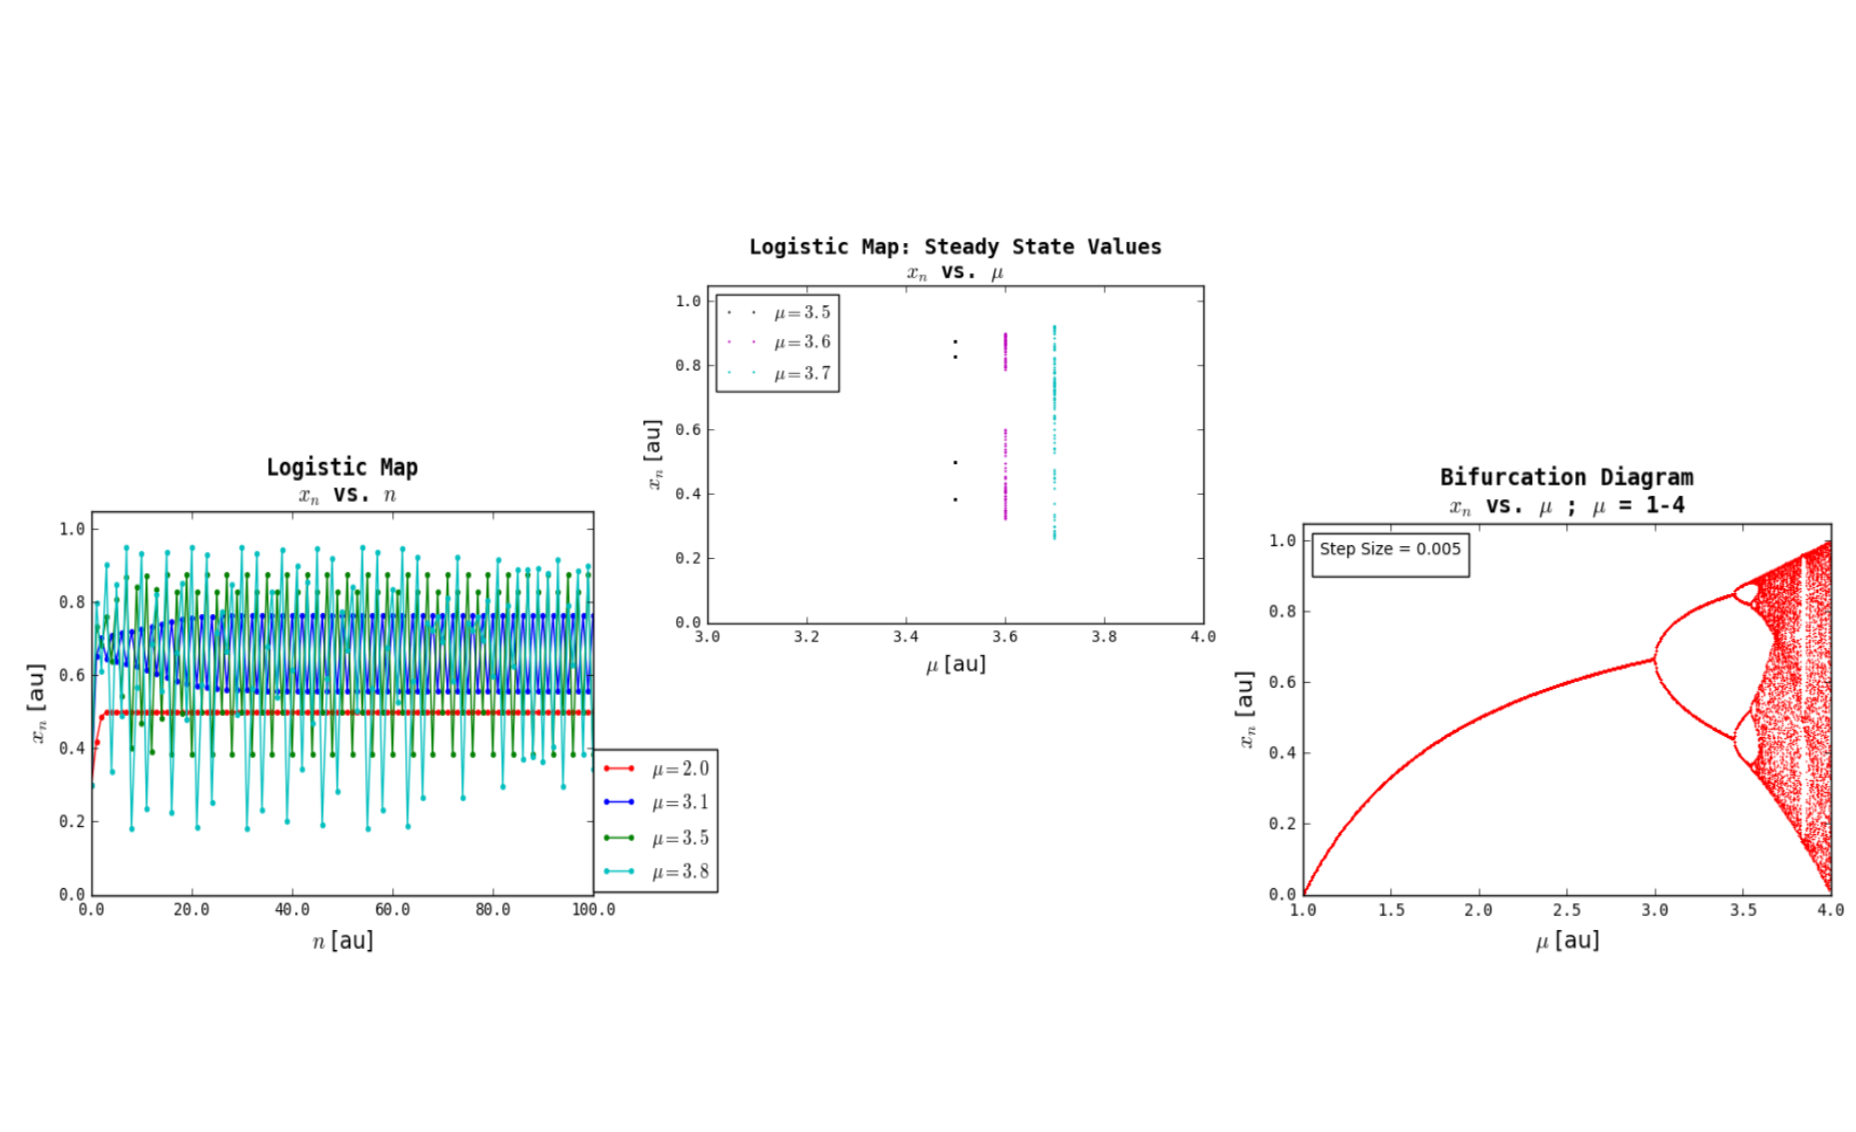 Logistic Map
xₙ vs. n
1.0
0.8
0.6
0.4
0.2
0.0
xₙ [au]
0.0 20.0 40.0 60.0 80.0 100.0
n [au]
μ=2.0
μ=3.1
μ=3.5
μ=3.8
Logistic Map: Steady State Values
xₙ vs. μ
1.0
0.8
0.6
0.4
0.2
0.0
xₙ [au]
μ=3.5
μ=3.6
μ=3.7
3.0 3.2 3.4 3.6 3.8 4.0
μ [au]
Bifurcation Diagram
xₙ vs. μ ; μ = 1-4
Step Size = 0.005
1.0
0.8
0.6
0.4
0.2
0.0
xₙ [au]
1.0 1.5 2.0 2.5 3.0 3.5 4.0
μ [au]